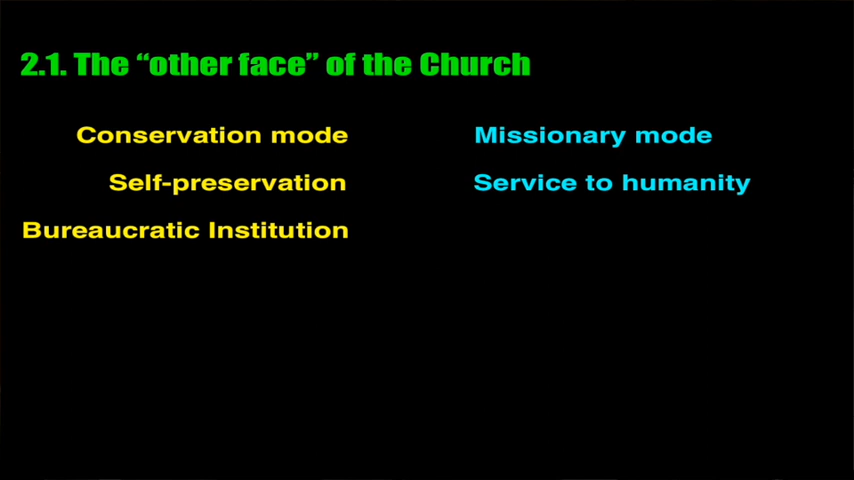 2.1. The “other face” of the Church
Conservation mode Missionary mode
Self-preservation Service to humanity
Bureaucratic Institution